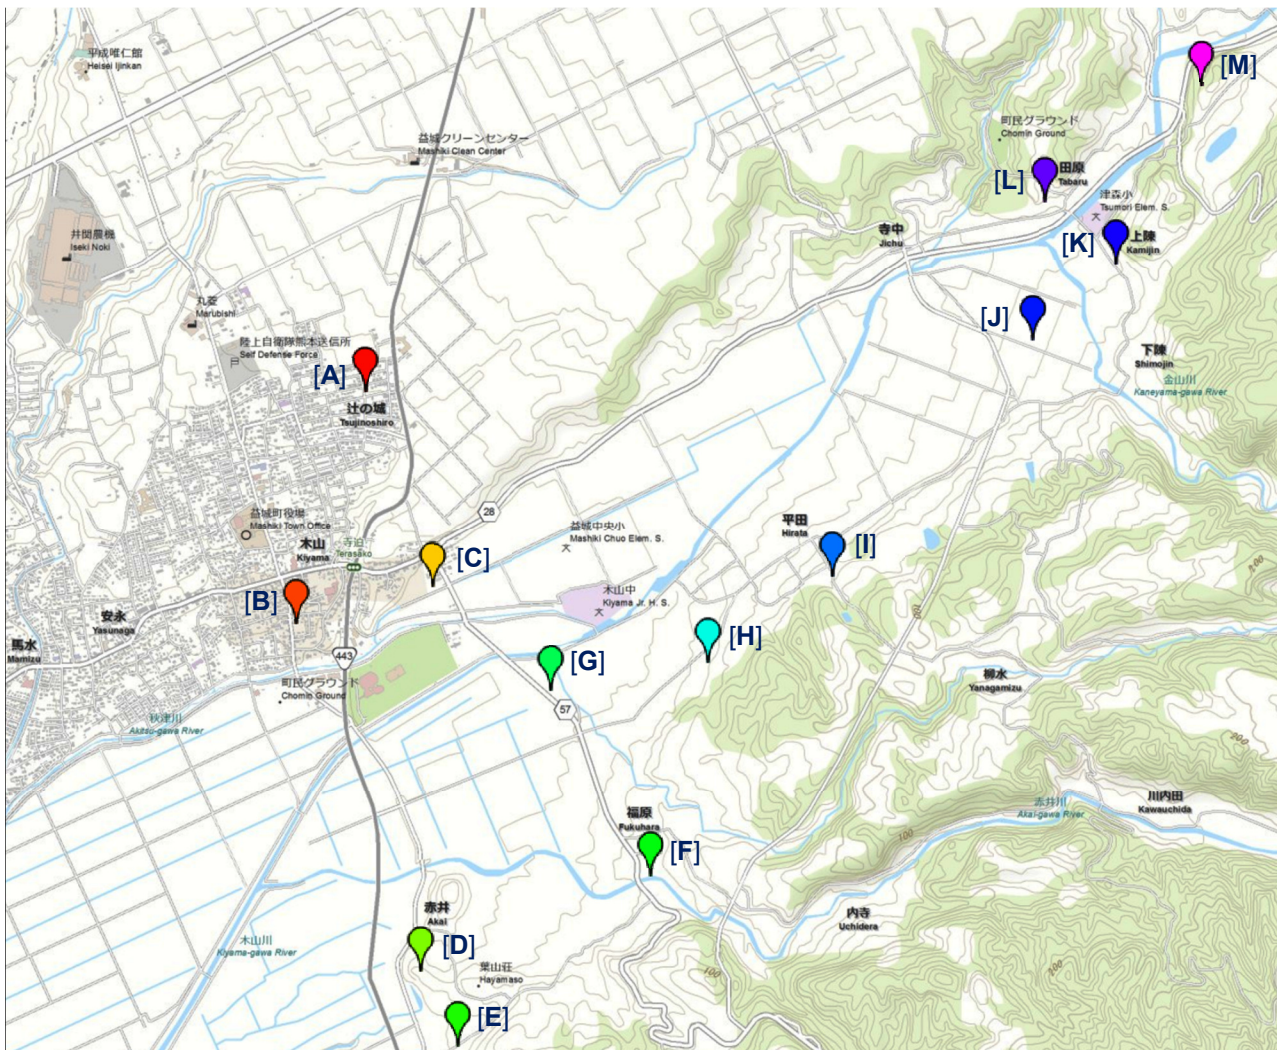 平成唯仁館
Heisei Ijinkan
[M]
町民グラウンド
Chomin Ground
益城クリーンセンター
Mashiki Clean Center
[L]
田原
Tabaru
津森小
Tsumori Elem. S.
井関農機
Iseki Noki
寺中
Jichu
[K]
上陳
Kamijin
丸菱
Marubishi
[J]
陸上自衛隊熊本送信所
Self Defense Force
下陳
Shimojin
[A]
金山川
Kaneyama-gawa River
辻の城
Tsujinoshiro
28
益城町役場
Mashiki Town Office
益城中央小
Mashiki Chuo Elem. S.
平田
Hirata
木山
Kiyama
寺迫
Terasako
[I]
[C]
200
木山中
Kiyama Jr. H. S.
[B]
100
安永
Yasunaga
馬水
Mamizu
[H]
443
[G]
町民グラウンド
Chomin Ground
柳水
Yanagamizu
57
秋津川
Akitsu-gawa River
200
川内田
Kawauchida
赤井川
Akai-gawa River
福原
Fukuhara
100
[F]
赤井
Akai
内寺
Uchidera
木山川
Kiyama-gawa River
[D]
葉山荘
Hayamaso
100
200
[E]